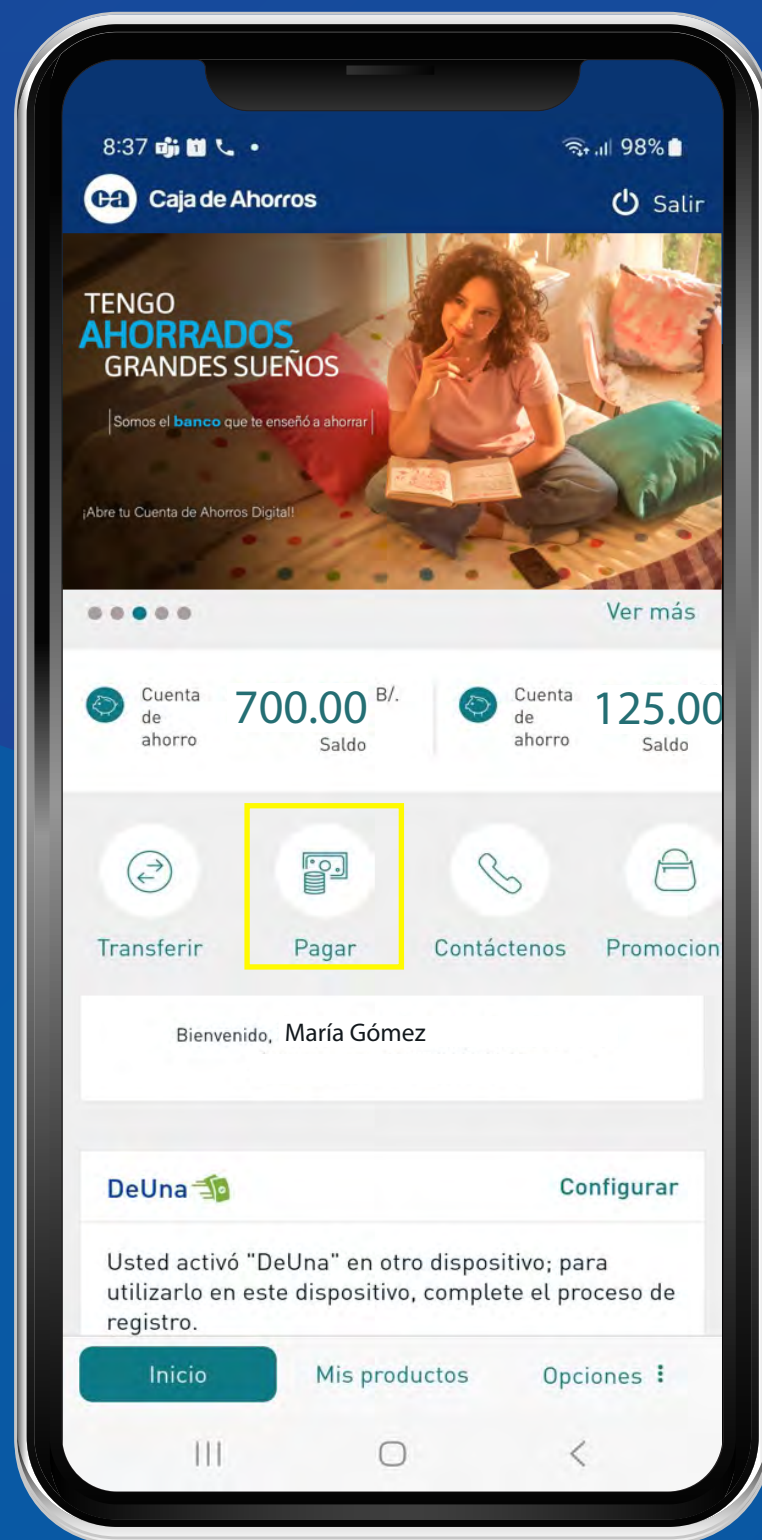 8:37
98%
ca Caja de Ahorros
Salir
TENGO
AHORRADOS
GRANDES SUEÑOS
Somos el banco que te enseñó a ahorrar
¡Abre tu Cuenta de Ahorros Digital!
Ver más
Cuenta de ahorro 700.00 B/. Saldo
Cuenta de ahorro 125.00 Saldo
Transferir Pagar Contáctenos Promocion
Bienvenido, María Gómez
DeUna Configurar
Usted activó "DeUna" en otro dispositivo; para
utilizarlo en este dispositivo, complete el proceso de
registro.
Inicio Mis productos Opciones